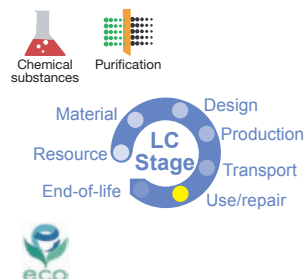 Chemical
substances
Purification
Material
Design
Resource
LC
Stage
Production
Transport
End-of-life
Use/repair
eco